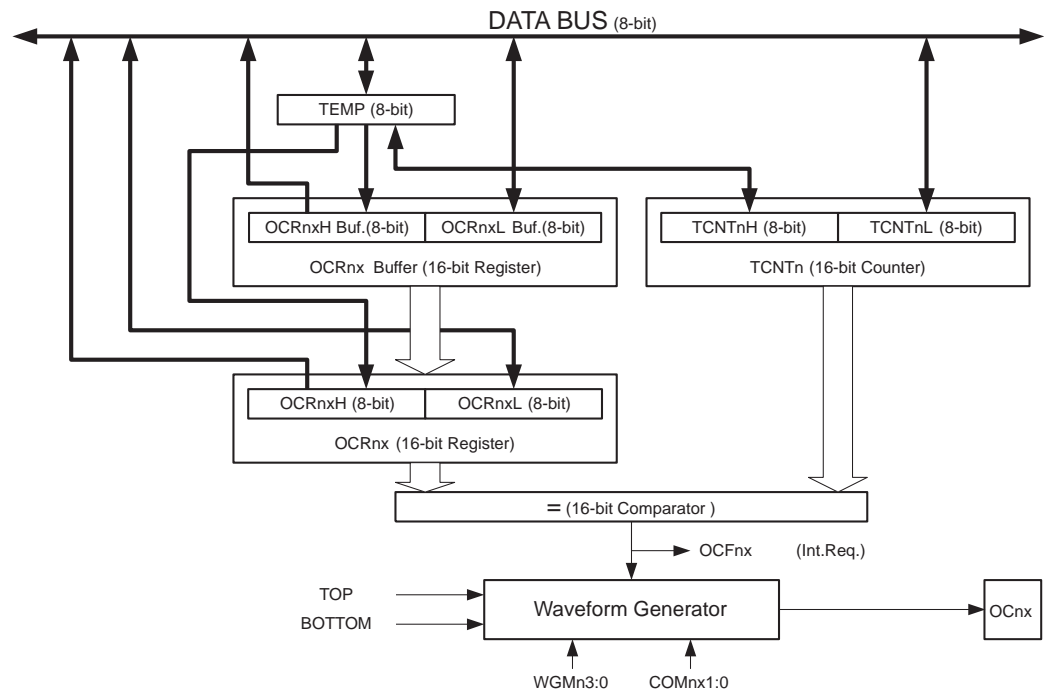 DATA BUS (8-bit)
TEMP (8-bit)
OCRnxH Buf.(8-bit) OCRnxL Buf.(8-bit)
OCRnx Buffer (16-bit Register)
TCNTnH (8-bit) TCNTnL (8-bit)
TCNTn (16-bit Counter)
OCRnxH (8-bit) OCRnxL (8-bit)
OCRnx (16-bit Register)
= (16-bit Comparator )
OCFnx (Int.Req.)
TOP
BOTTOM
Waveform Generator
OCnx
WGMn3:0 COMnx1:0